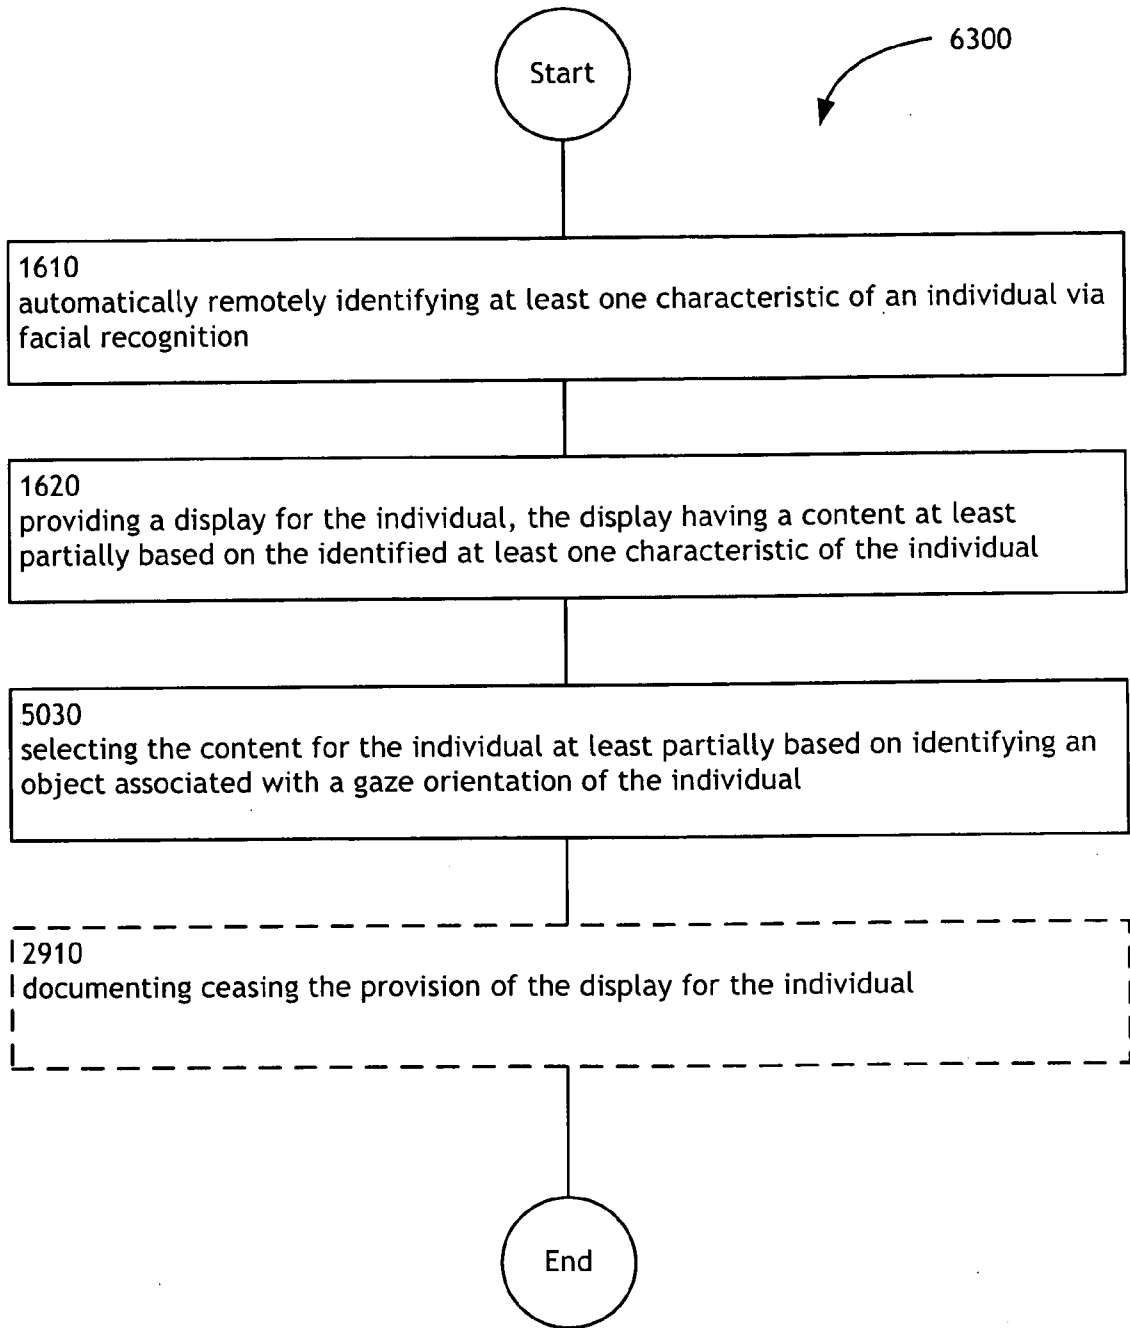 Start
6300
1610
automatically remotely identifying at least one characteristic of an individual via
facial recognition
1620
providing a display for the individual, the display having a content at least
partially based on the identified at least one characteristic of the individual
5030
selecting the content for the individual at least partially based on identifying an
object associated with a gaze orientation of the individual
2910
documenting ceasing the provision of the display for the individual
End